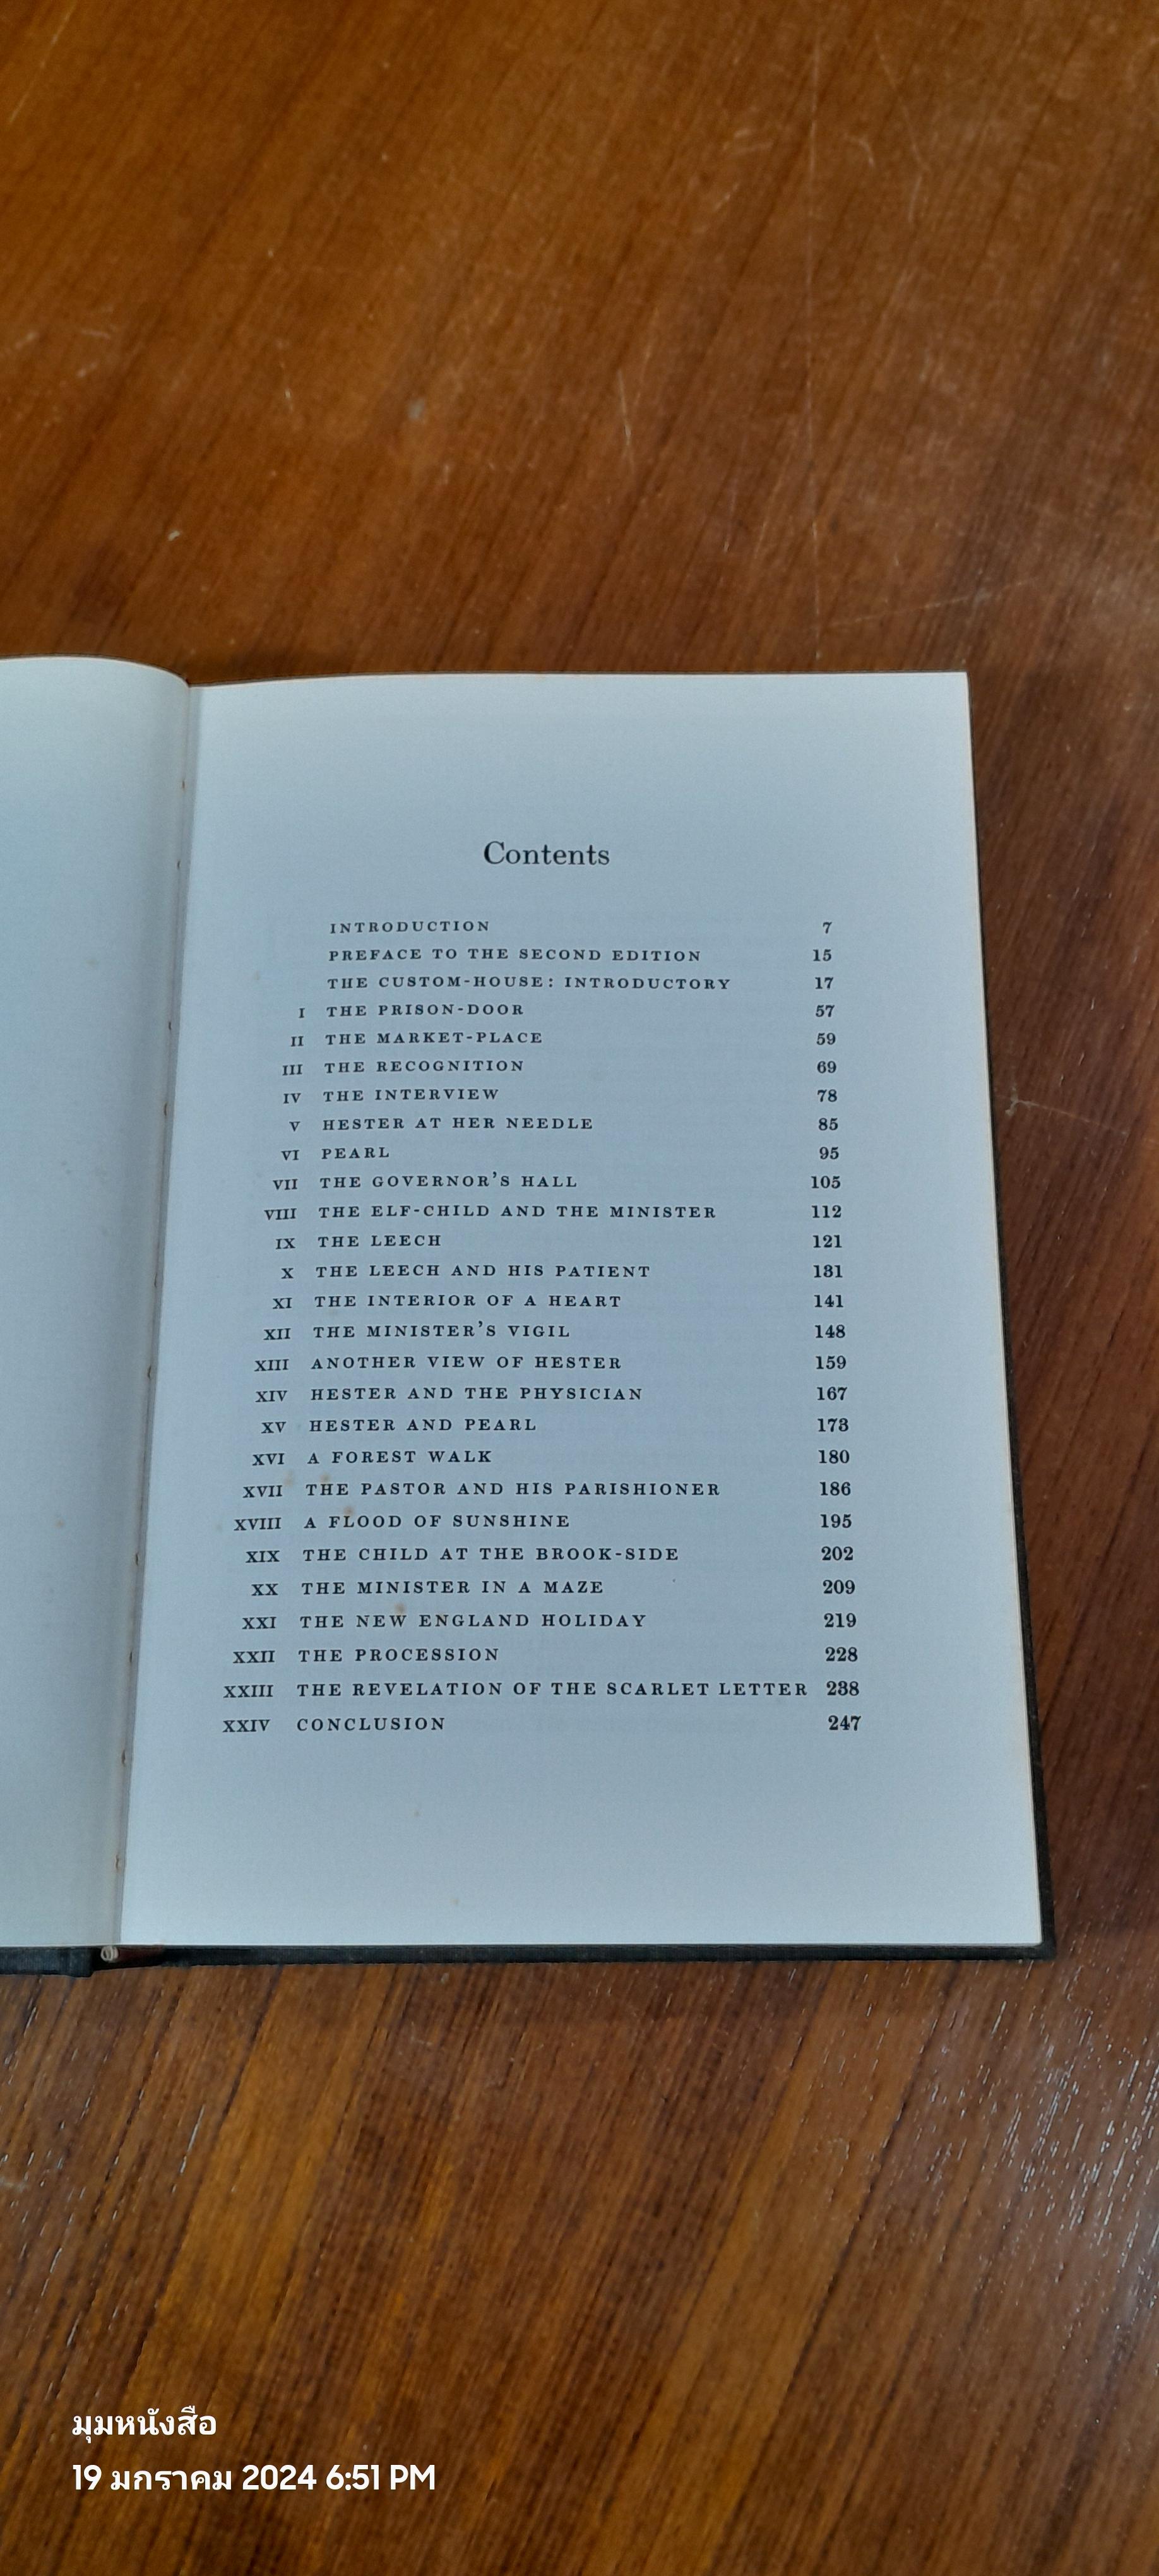 Contents
INTRODUCTION 7
PREFACE TO THE SECOND EDITION 15
THE CUSTOM-HOUSE: INTRODUCTORY 17
I THE PRISON-DOOR 57
II THE MARKET-PLACE 59
III THE RECOGNITION 69
IV THE INTERVIEW 78
V HESTER AT HER NEEDLE 85
VI PEARL 95
VII THE GOVERNOR'S HALL 105
VIII THE ELF-CHILD AND THE MINISTER 112
IX THE LEECH 121
X THE LEECH AND HIS PATIENT 131
XI THE INTERIOR OF A HEART 141
XII THE MINISTER'S VIGIL 148
XIII ANOTHER VIEW OF HESTER 159
XIV HESTER AND THE PHYSICIAN 167
XV HESTER AND PEARL 173
XVI A FOREST WALK 180
XVII THE PASTOR AND HIS PARISHIONER 186
XVIII A FLOOD OF SUNSHINE 195
XIX THE CHILD AT THE BROOK-SIDE 202
XX THE MINISTER IN A MAZE 209
XXI THE NEW ENGLAND HOLIDAY 219
XXII THE PROCESSION 228
XXIII THE REVELATION OF THE SCARLET LETTER 238
XXIV CONCLUSION 247
มุมหนังสือ
19 มกราคม 2024 6:51 PM